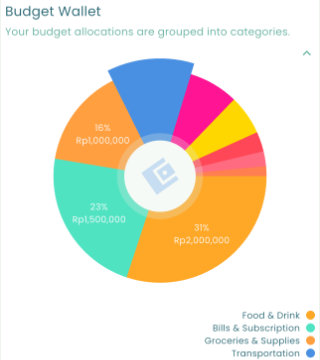 Budget Wallet
Your budget allocations are grouped into categories.
16%
Rp1,000,000
23%
Rp1,500,000
31%
Rp2,000,000
Food & Drink
Bills & Subscription
Groceries & Supplies
Transportation